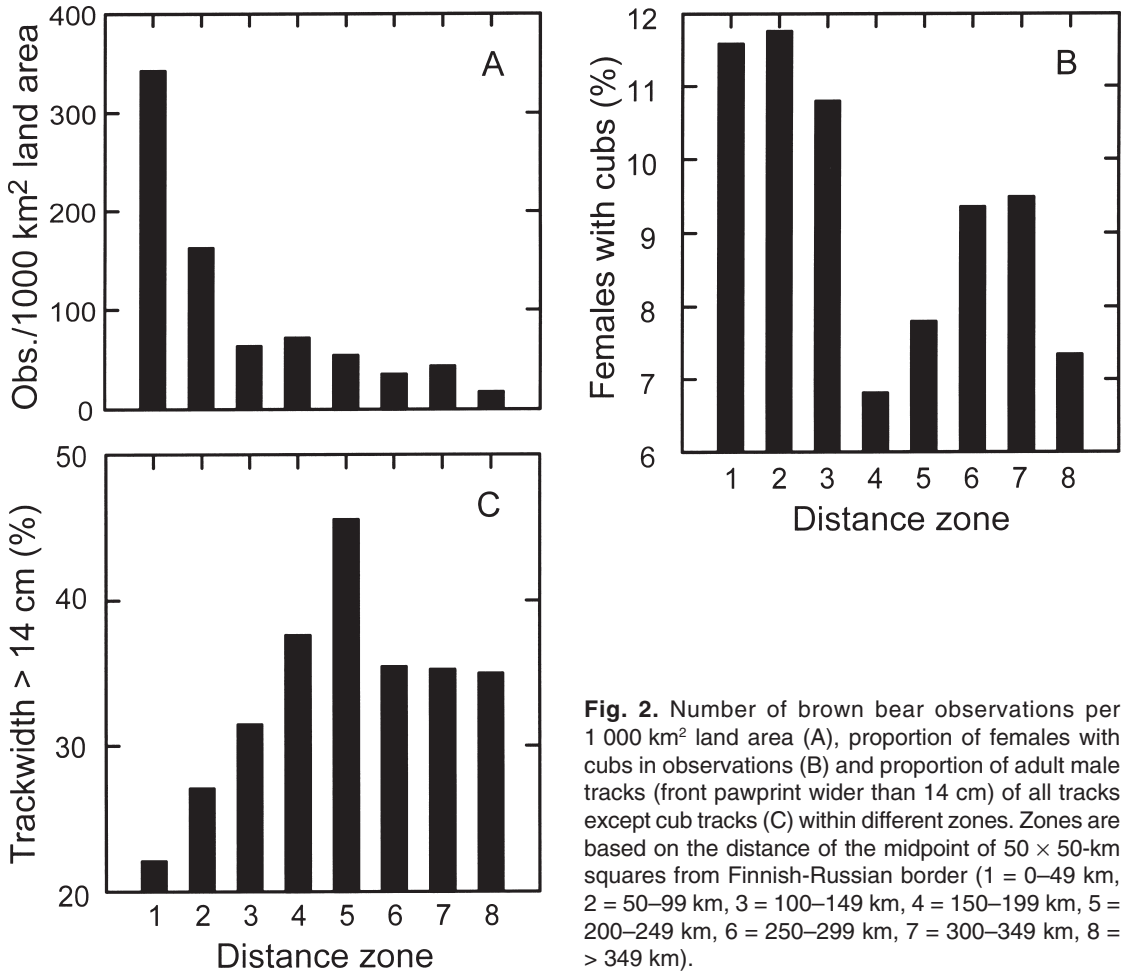 400
300
200
100
0
Obs./1000 km² land area
A
12
11
10
9
8
7
6
Females with cubs (%)
B
1 2 3 4 5 6 7 8
Distance zone
50
40
30
20
Trackwidth > 14 cm (%)
C
1 2 3 4 5 6 7 8
Distance zone
Fig. 2. Number of brown bear observations per
1 000 km² land area (A), proportion of females with
cubs in observations (B) and proportion of adult male
tracks (front pawprint wider than 14 cm) of all tracks
except cub tracks (C) within different zones. Zones are
based on the distance of the midpoint of 50 × 50-km
squares from Finnish-Russian border (1 = 0–49 km,
2 = 50–99 km, 3 = 100–149 km, 4 = 150–199 km, 5 =
200–249 km, 6 = 250–299 km, 7 = 300–349 km, 8 =
> 349 km).